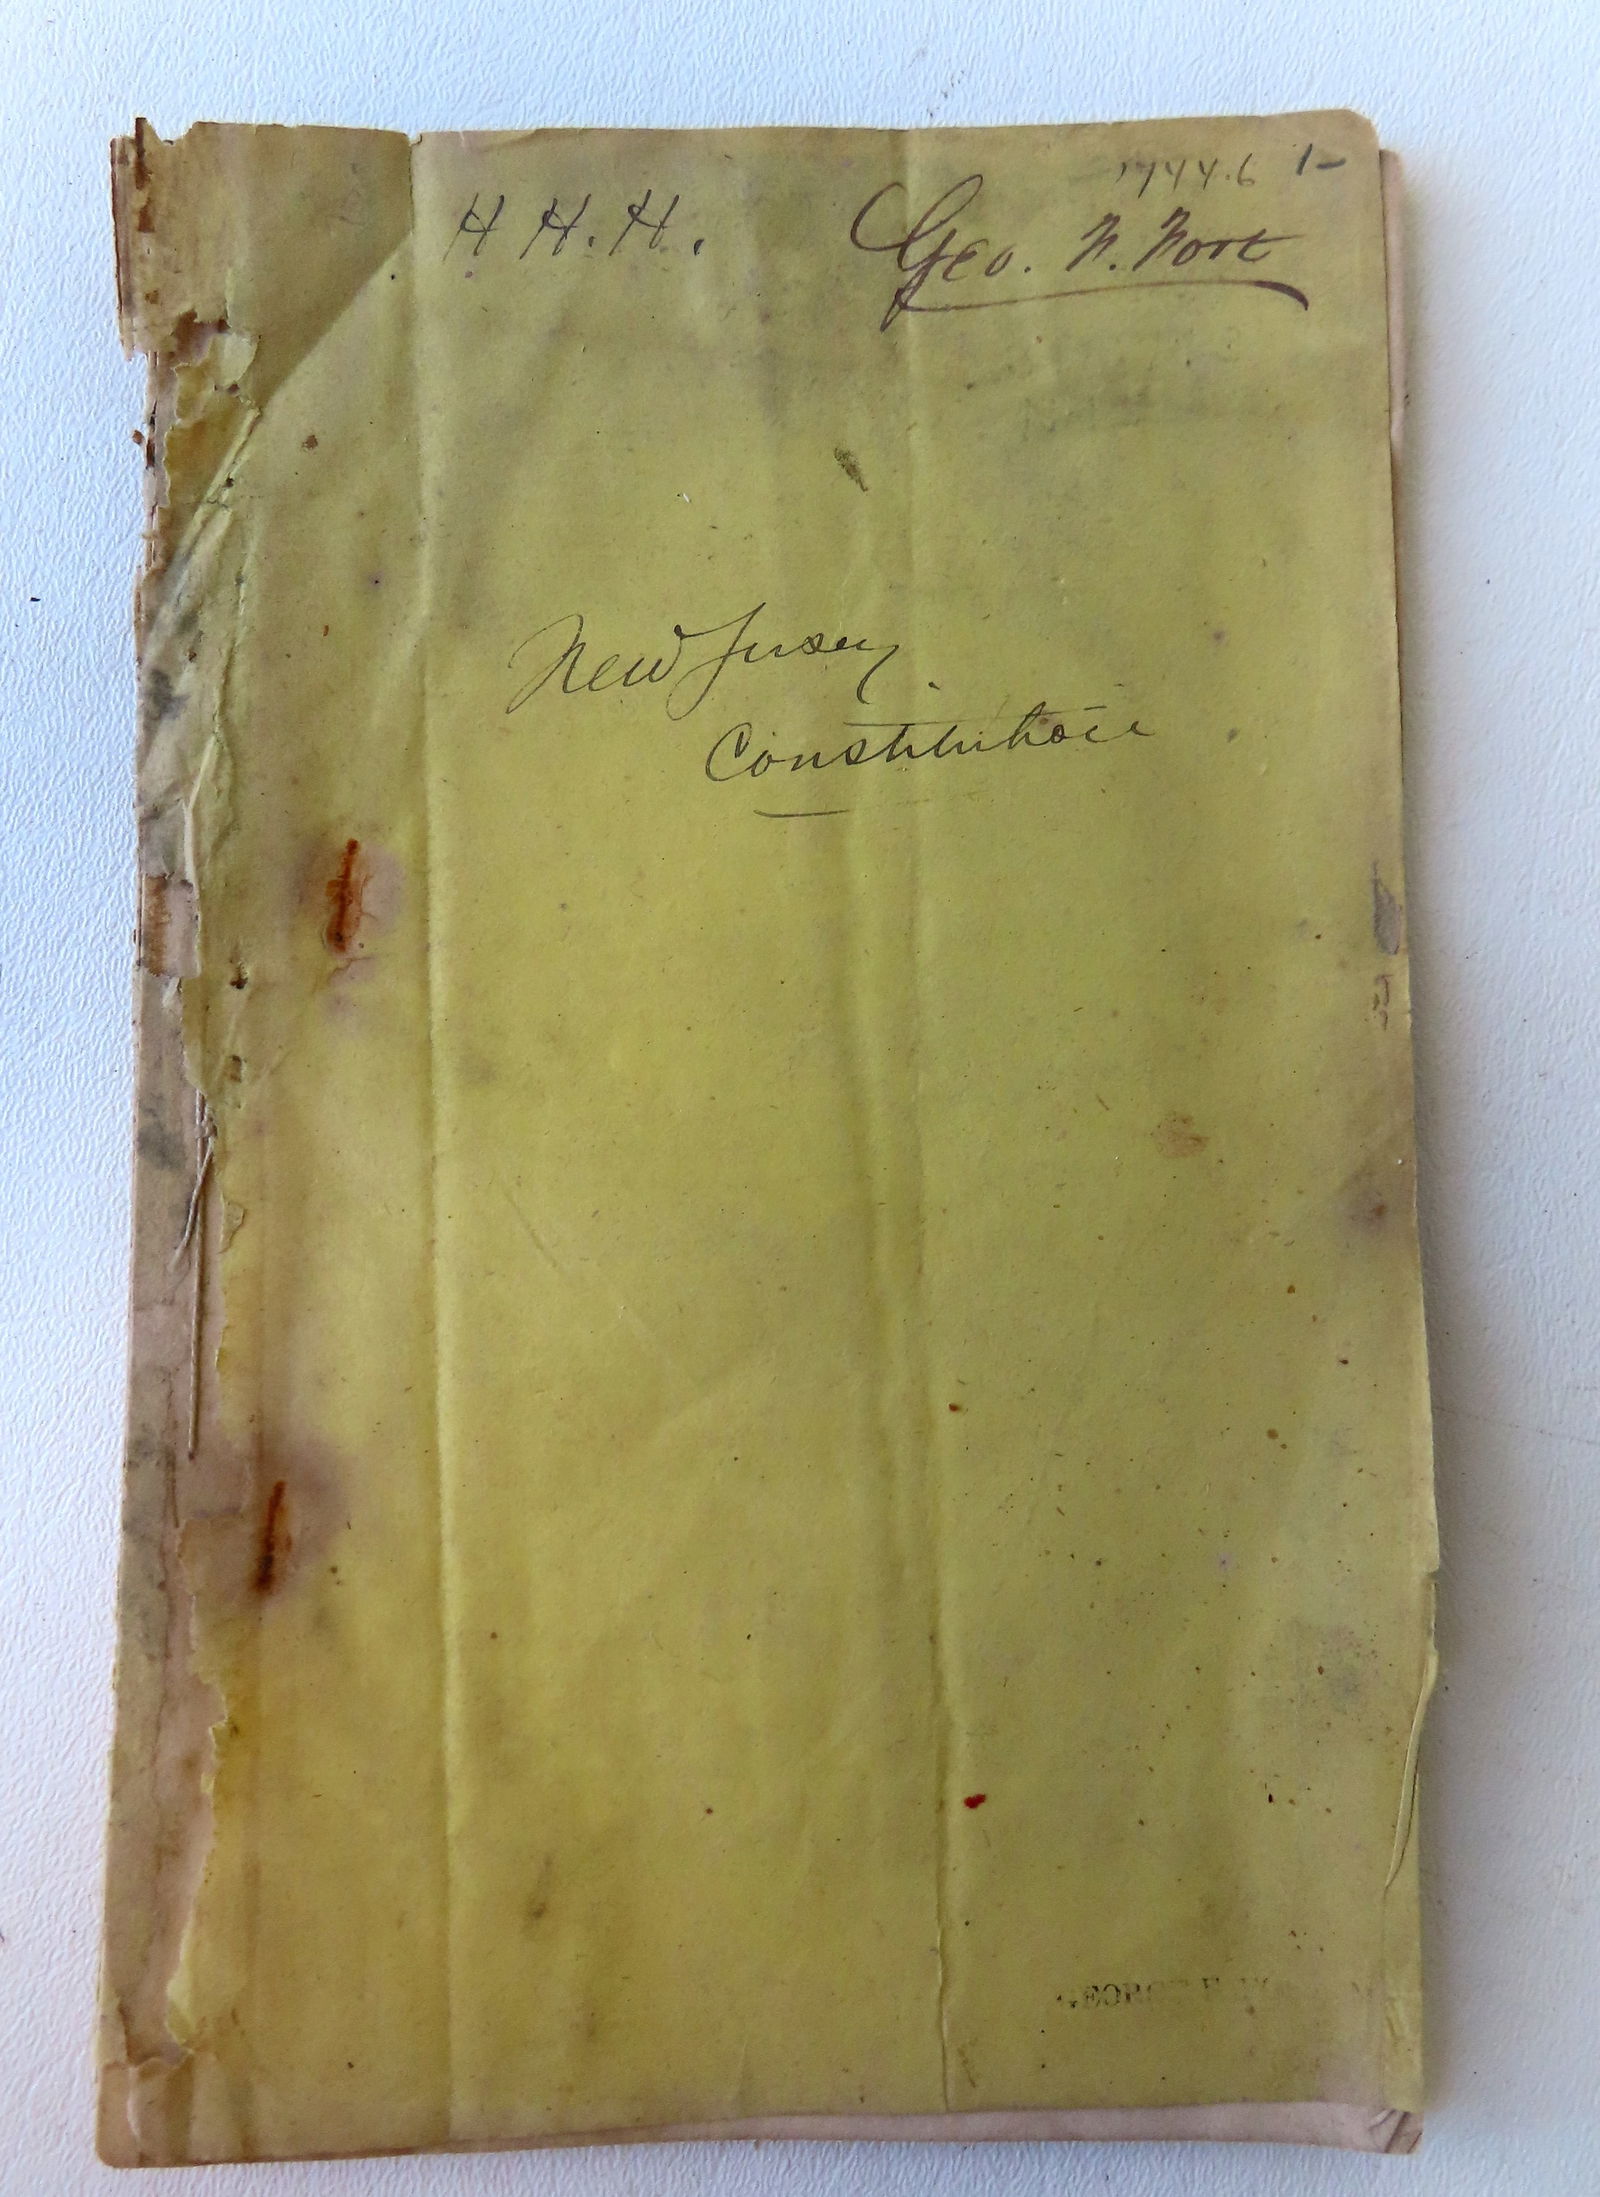 1744.6 1-
H H. H. Geo. F. Fort
New Jersey
Constitution